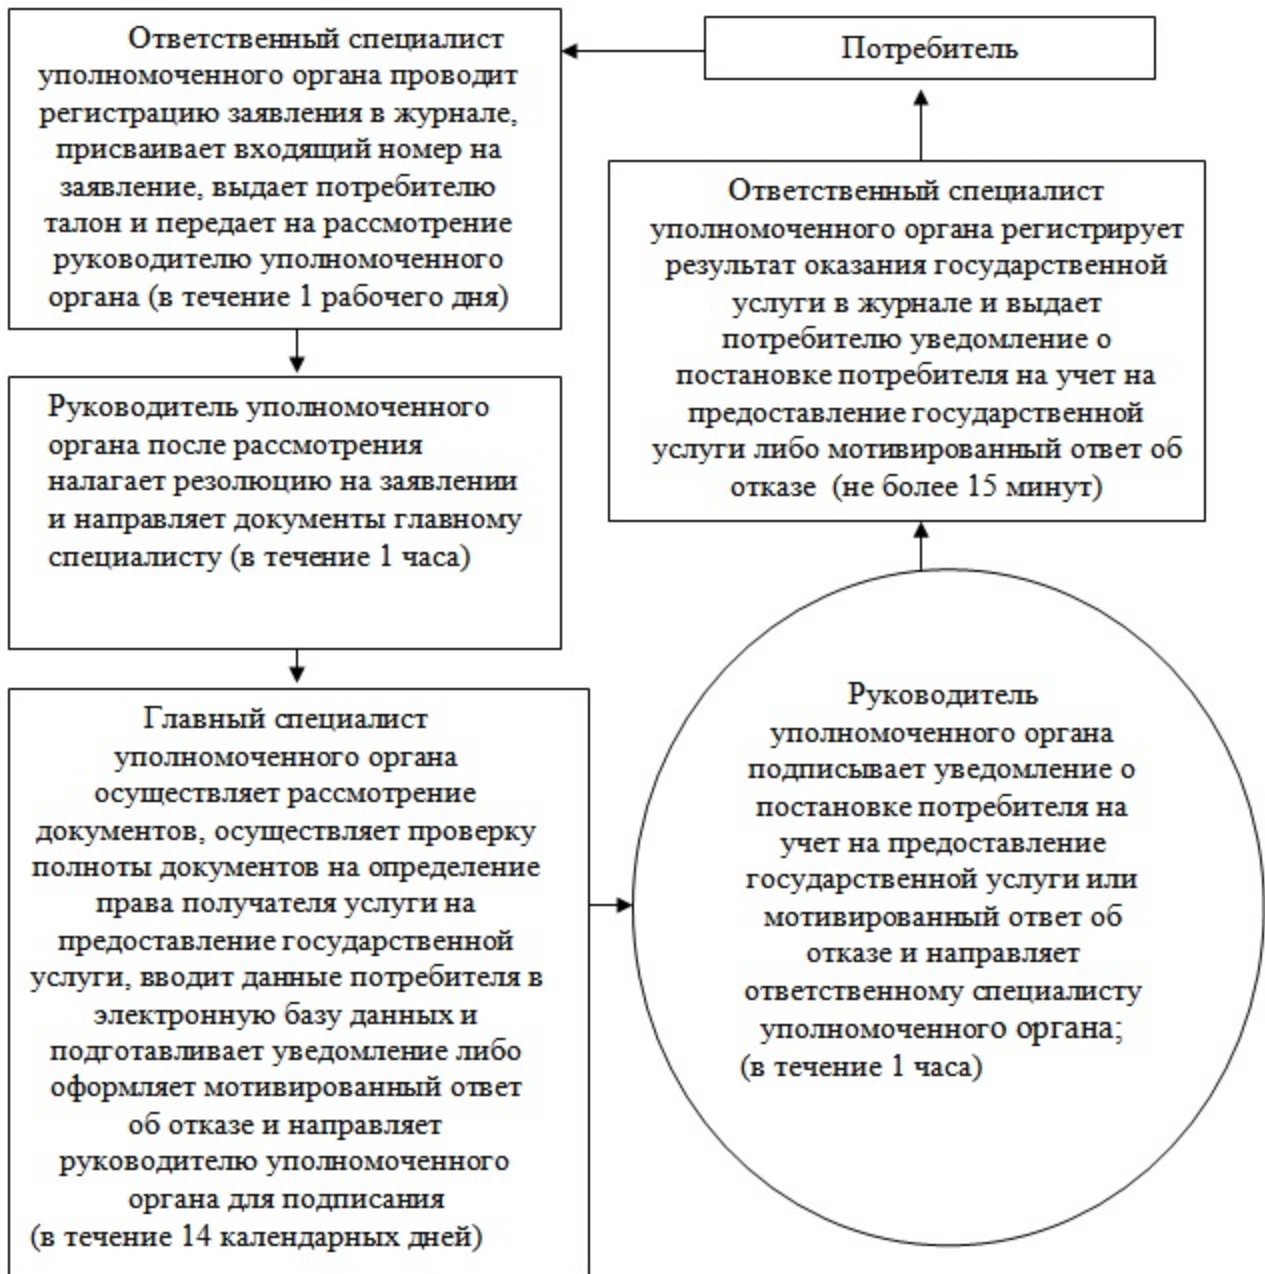 Ответственный специалист
уполномоченного органа проводит
регистрацию заявления в журнале,
присваивает входящий номер на
заявление, выдает потребителю
талон и передает на рассмотрение
руководителю уполномоченного
органа (в течение 1 рабочего дня)
Руководитель уполномоченного
органа после рассмотрения
налагает резолюцию на заявлении
и направляет документы главному
специалисту (в течение 1 часа)
Главный специалист
уполномоченного органа
осуществляет рассмотрение
документов, осуществляет проверку
полноты документов на определение
права получателя услуги на
предоставление государственной
услуги, вводит данные потребителя в
электронную базу данных и
подготавливает уведомление либо
оформляет мотивированный ответ
об отказе и направляет
руководителю уполномоченного
органа для подписания
(в течение 14 календарных дней)
Руководитель
уполномоченного органа
подписывает уведомление о
постановке потребителя на
учет на предоставление
государственной услуги или
мотивированный ответ об
отказе и направляет
ответственному специалисту
уполномоченного органа;
(в течение 1 часа)
Ответственный специалист
уполномоченного органа регистрирует
результат оказания государственной
услуги в журнале и выдает
потребителю уведомление о
постановке потребителя на учет на
предоставление государственной
услуги либо мотивированный ответ об
отказе (не более 15 минут)
Потребитель